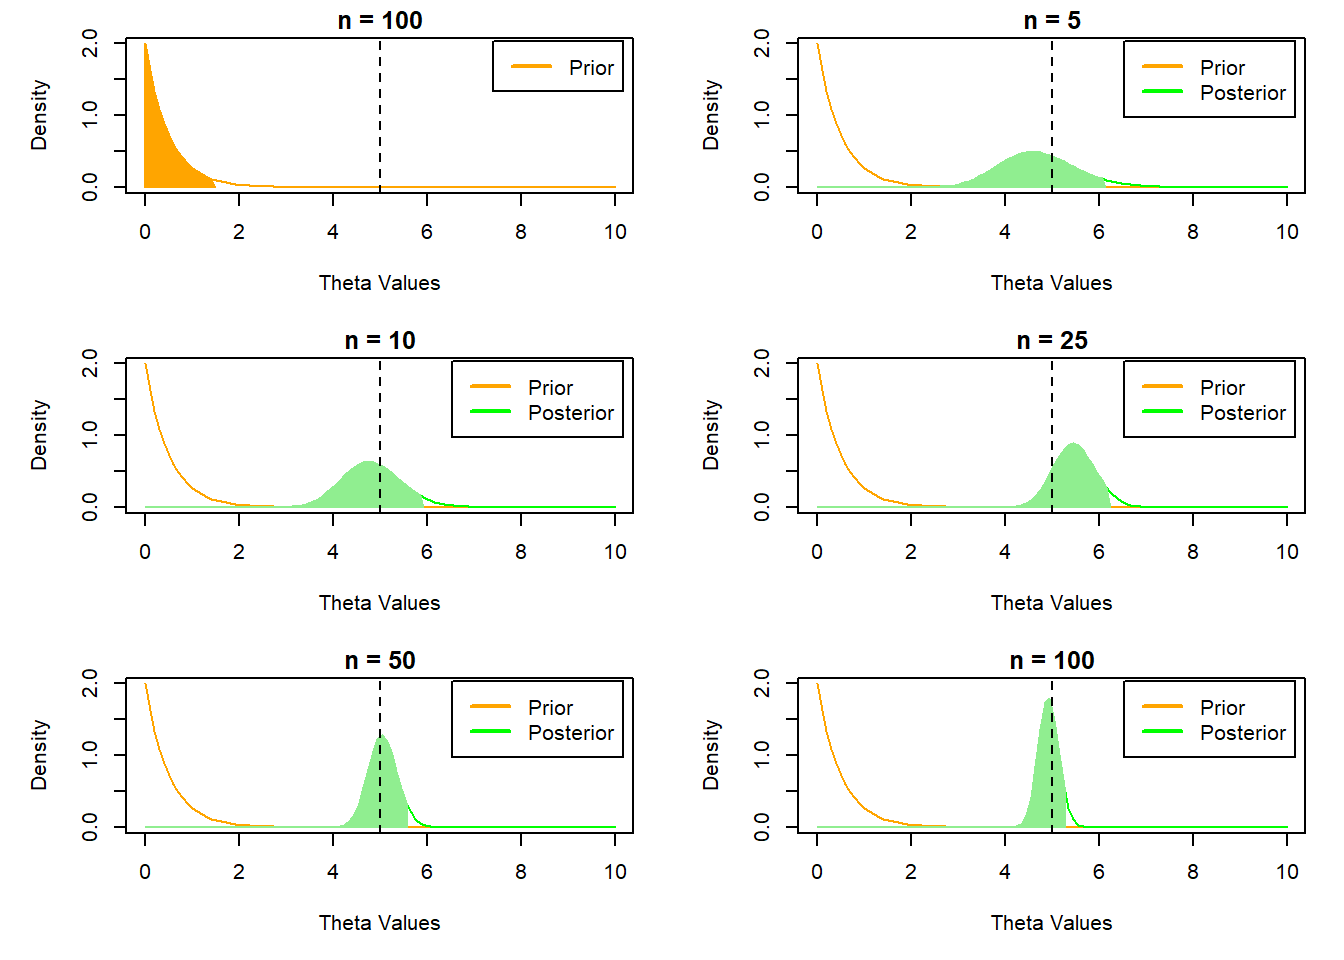 n = 100
Prior
Density
0.0 1.0 2.0
0 2 4 6 8 10
Theta Values
n = 5
Prior
Posterior
Density
0.0 1.0 2.0
0 2 4 6 8 10
Theta Values
n = 10
Prior
Posterior
Density
0.0 1.0 2.0
0 2 4 6 8 10
Theta Values
n = 25
Prior
Posterior
Density
0.0 1.0 2.0
0 2 4 6 8 10
Theta Values
n = 50
Prior
Posterior
Density
0.0 1.0 2.0
0 2 4 6 8 10
Theta Values
n = 100
Prior
Posterior
Density
0.0 1.0 2.0
0 2 4 6 8 10
Theta Values